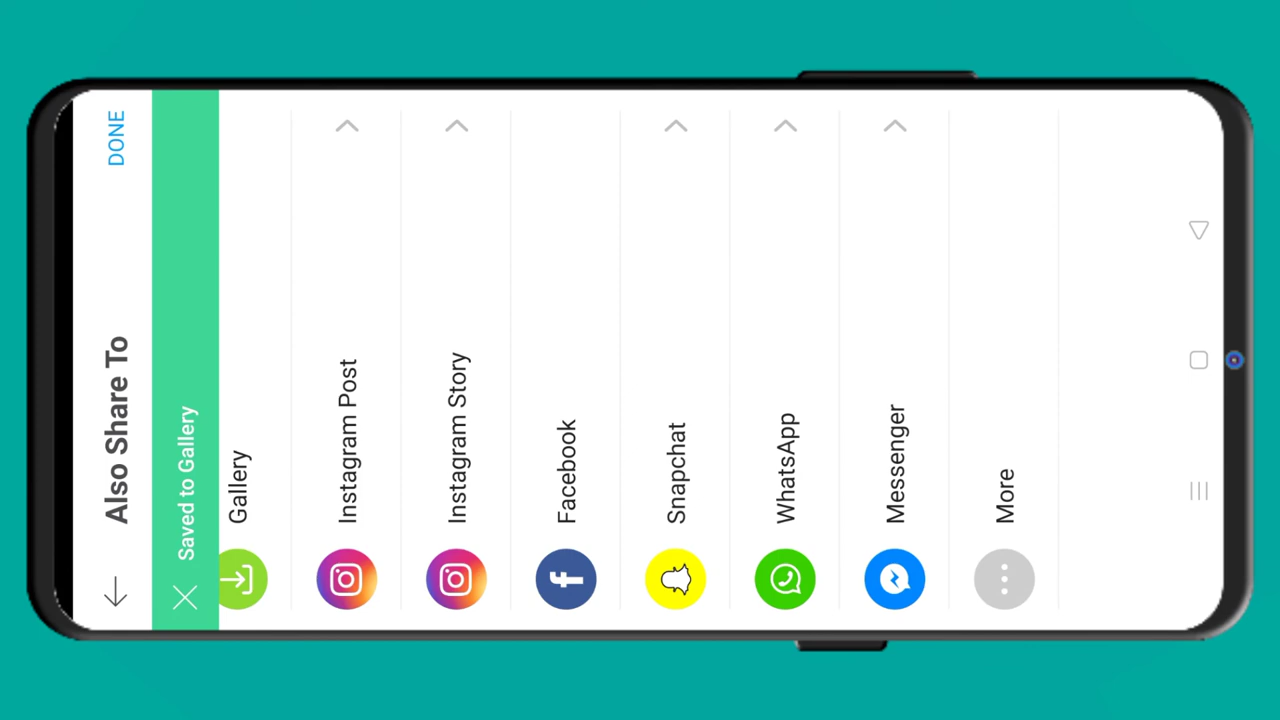 Also Share To
DONE
Saved to Gallery
Gallery
Instagram Post
Instagram Story
Facebook
Snapchat
WhatsApp
Messenger
More